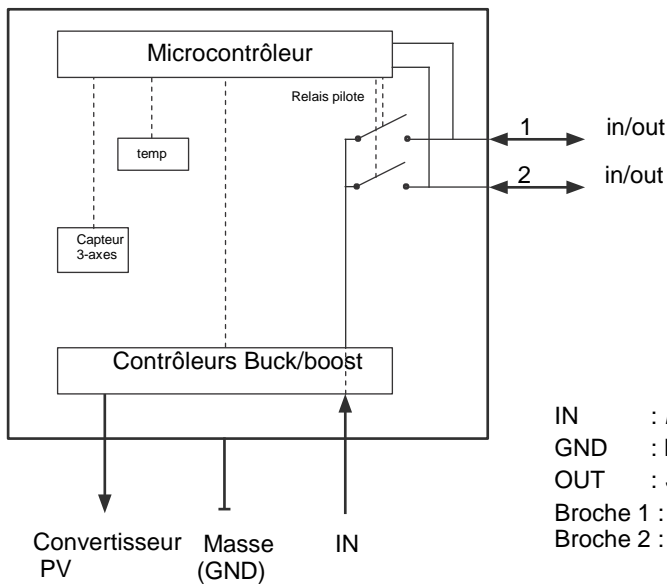 Microcontrôleur
Relais pilote
1 in/out
temp
2 in/out
Capteur
3-axes
Contrôleurs Buck/boost
IN :
GND :
OUT :
Broche 1 :
Broche 2 :
Convertisseur
PV
Masse
(GND)
IN